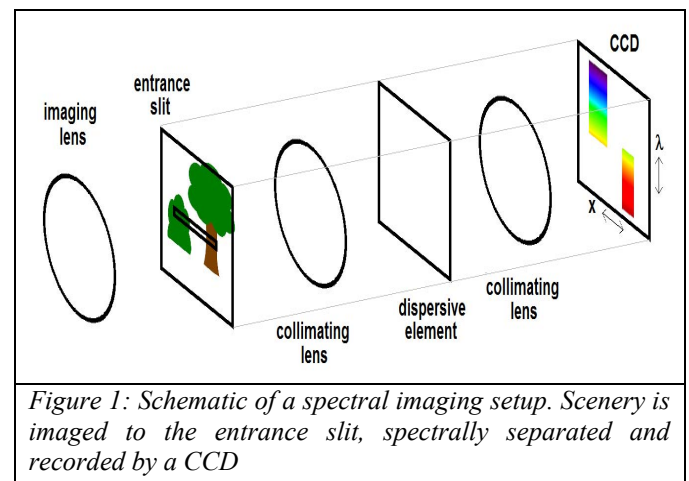 CCD
entrance
slit
imaging
lens
λ
X
collimating
lens
dispersive
element
collimating
lens
Figure 1: Schematic of a spectral imaging setup. Scenery is
imaged to the entrance slit, spectrally separated and
recorded by a CCD